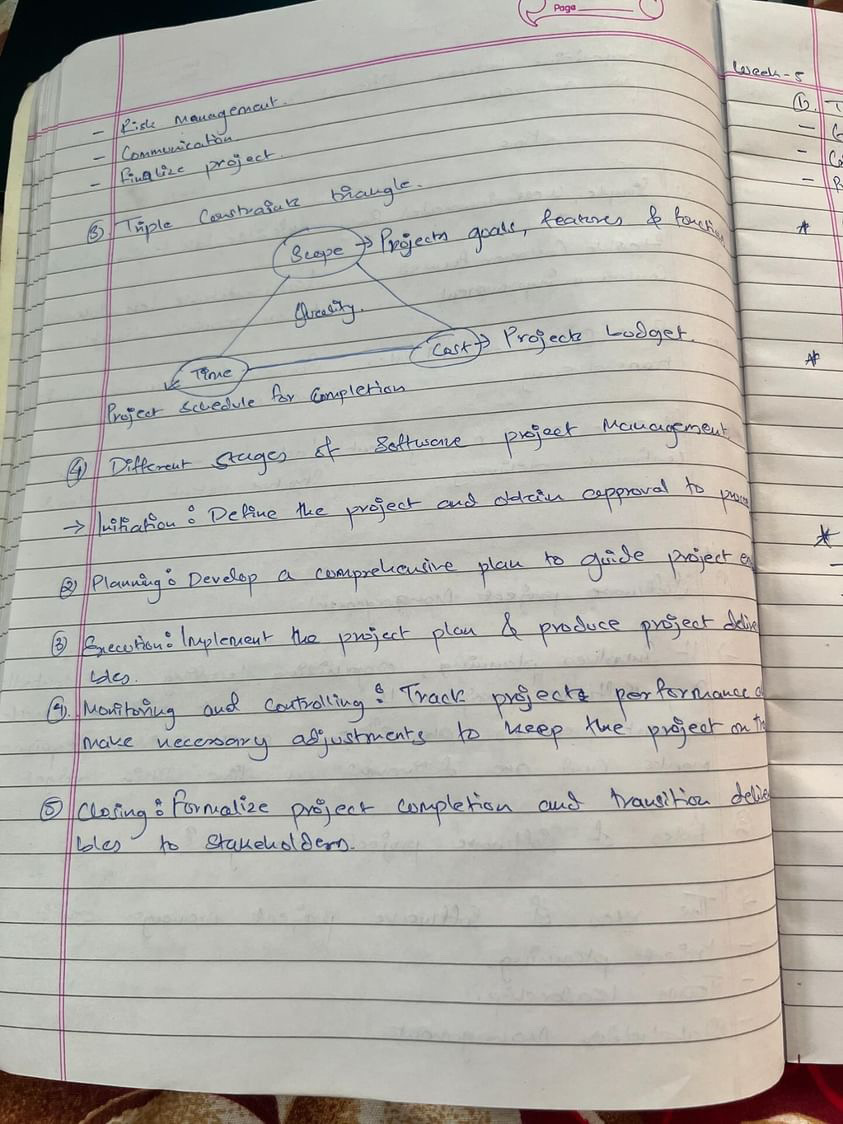 Page
- Risk Management.
- Communication
- Finalize project.
③ Triple Constraint triangle.
Scope → Projects goals, features &
Quality.
Cost → Projects budget.
Time
Project schedule for Completion
④ Different stages of Software project Management.
→ Initiation : Define the project and obtain approval to
② Planning : Develop a comprehensive plan to guide project
③ Execution : Implement the project plan & produce project delive
bles.
④. Monitoring and Controlling : Track projects performance
make necessary adjustments to keep the project on
⑤ Closing : Formalize project completion and transition delive
bles to stakeholders.
Week-5
①